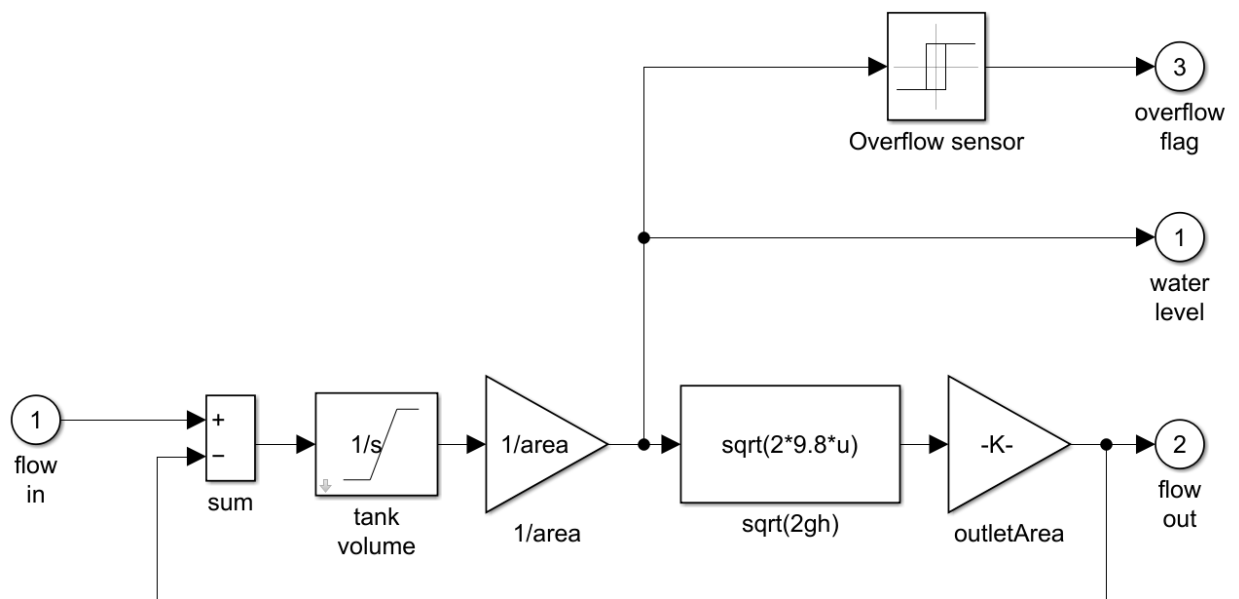 3
overflow
flag
Overflow sensor
1
water
level
1
flow
in
+
−
sum
1/s
tank
volume
1/area
1/area
sqrt(2*9.8*u)
sqrt(2gh)
-K-
outletArea
2
flow
out